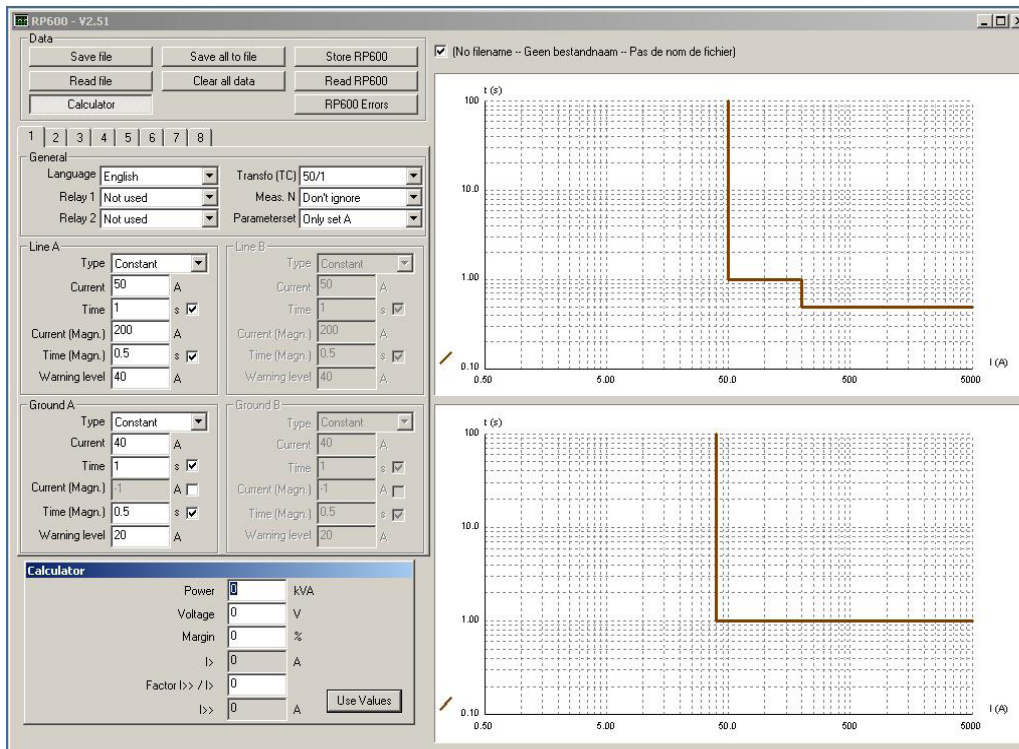 RP600 - V2.51
Data
Save file Save all to file Store RP600
Read file Clear all data Read RP600
Calculator RP600 Errors
1 2 3 4 5 6 7 8
General
Language English Transfo (TC) 50/1
Relay 1 Not used Meas. N Don't ignore
Relay 2 Not used Parameterset Only set A
Line A
Type Constant
Current 50 A
Time 1 s
Current (Magn.) 200 A
Time (Magn.) 0.5 s
Warning level 40 A
Line B
Type Constant
Current 50 A
Time 1 s
Current (Magn.) 200 A
Time (Magn.) 0.5 s
Warning level 40 A
Ground A
Type Constant
Current 40 A
Time 1 s
Current (Magn.) -1 A
Time (Magn.) 0.5 s
Warning level 20 A
Ground B
Type Constant
Current 40 A
Time 1 s
Current (Magn.) -1 A
Time (Magn.) 0.5 s
Warning level 20 A
Calculator
Power 0 kVA
Voltage 0 V
Margin 0 %
I> 0 A
Factor I>> / I> 0
I>> 0 A
Use Values
(No filename -- Geen bestandnaam -- Pas de nom de fichier)
t (s)
100
10.0
1.00
0.10
I (A)
0.50 5.00 50.0 500 5000
t (s)
100
10.0
1.00
0.10
I (A)
0.50 5.00 50.0 500 5000